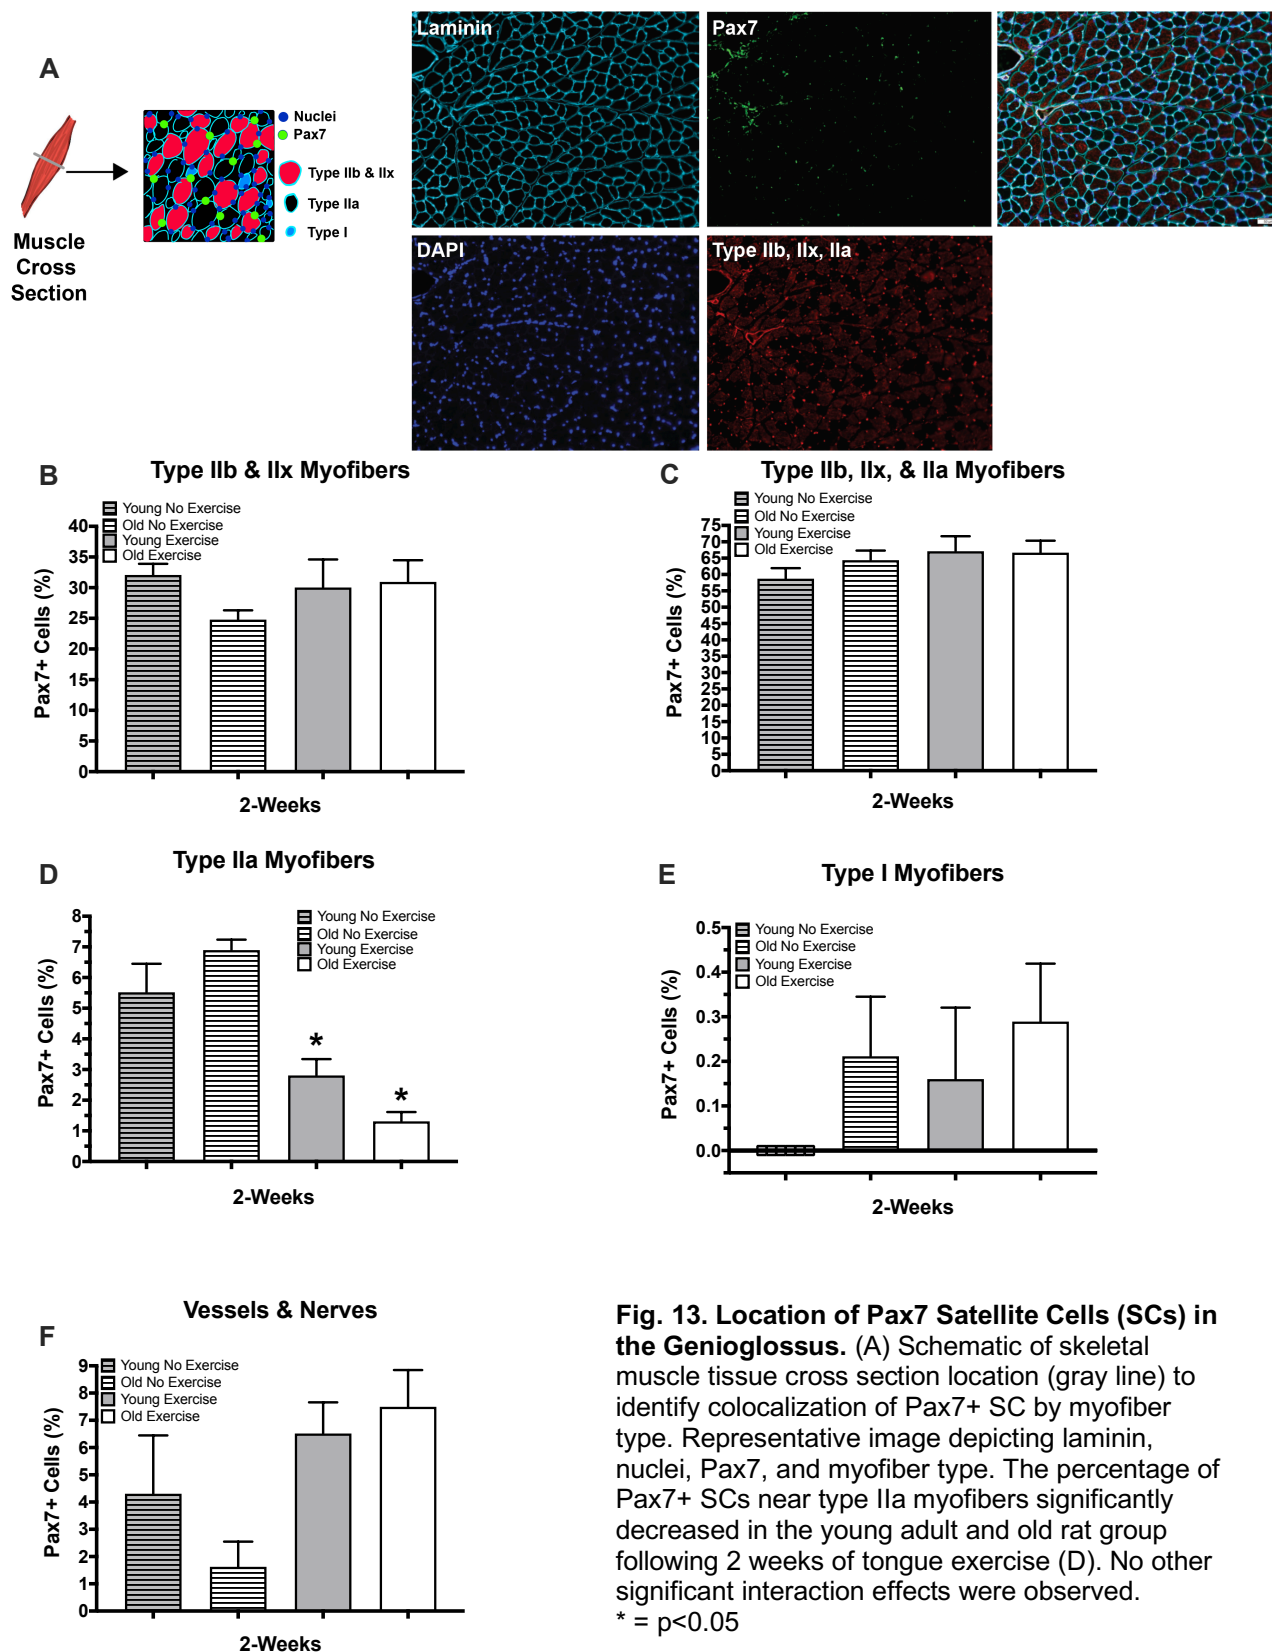 A
Nuclei
Pax7
Type IIb & IIx
Type IIa
Type I
Muscle
Cross
Section
Laminin
Pax7
DAPI
Type IIb, IIx, IIa
B
Type IIb & IIx Myofibers
Young No Exercise
Old No Exercise
Young Exercise
Old Exercise
Pax7+ Cells (%)
40
35
30
25
20
15
10
5
0
2-Weeks
C
Type IIb, IIx, & IIa Myofibers
Young No Exercise
Old No Exercise
Young Exercise
Old Exercise
Pax7+ Cells (%)
75
70
65
60
55
50
45
40
35
30
25
20
15
10
5
0
2-Weeks
D
Type IIa Myofibers
Young No Exercise
Old No Exercise
Young Exercise
Old Exercise
Pax7+ Cells (%)
8
7
6
5
4
3
2
1
0
*
*
2-Weeks
E
Type I Myofibers
Young No Exercise
Old No Exercise
Young Exercise
Old Exercise
Pax7+ Cells (%)
0.5
0.4
0.3
0.2
0.1
0.0
2-Weeks
F
Vessels & Nerves
Young No Exercise
Old No Exercise
Young Exercise
Old Exercise
Pax7+ Cells (%)
9
8
7
6
5
4
3
2
1
0
2-Weeks
Fig. 13. Location of Pax7 Satellite Cells (SCs) in
the Genioglossus. (A) Schematic of skeletal
muscle tissue cross section location (gray line) to
identify colocalization of Pax7+ SC by myofiber
type. Representative image depicting laminin,
nuclei, Pax7, and myofiber type. The percentage of
Pax7+ SCs near type IIa myofibers significantly
decreased in the young adult and old rat group
following 2 weeks of tongue exercise (D). No other
significant interaction effects were observed.
* = p<0.05